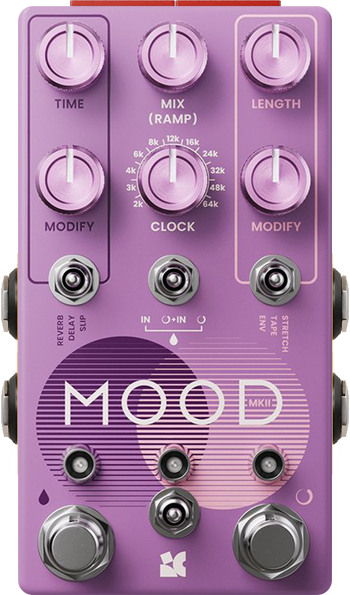 TIME
MIX
(RAMP)
LENGTH
2k
3k
4k
6k
8k
12k
16k
24k
32k
48k
64k
MODIFY
CLOCK
MODIFY
REVERB
DELAY
SLIP
IN
+IN
STRETCH
TAPE
ENV
MOOD
MKII